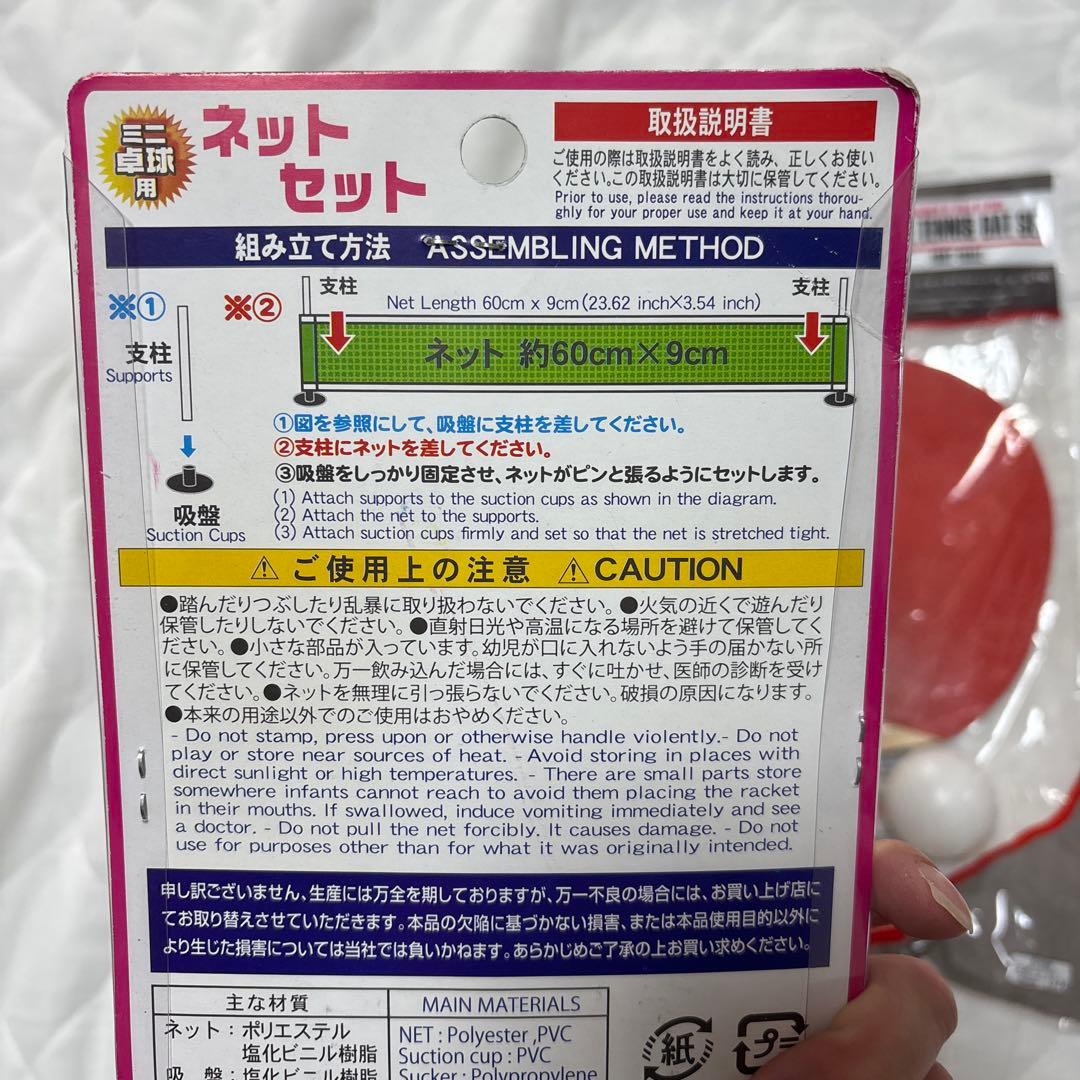 ミニ
卓球
用
ネット
セット
取扱説明書
ご使用の際は取扱説明書をよく読み、正しくお使い
ください。この取扱説明書は大切に保管してください。
Prior to use, please read the instructions thorou-
ghly for your proper use and keep it at your hand.
組み立て方法 ASSEMBLING METHOD
※①
支柱
Supports
吸盤
Suction Cups
※②
支柱
Net Length 60cm x 9cm(23.62 inch×3.54 inch)
支柱
ネット 約60cm×9cm
①図を参照にして、吸盤に支柱を差してください。
②支柱にネットを差してください。
③吸盤をしっかり固定させ、ネットがピンと張るようにセットします。
(1) Attach supports to the suction cups as shown in the diagram.
(2) Attach the net to the supports.
(3) Attach suction cups firmly and set so that the net is stretched tight.
⚠ ご使用上の注意 ⚠ CAUTION
●踏んだりつぶしたり乱暴に取り扱わないでください。●火気の近くで遊んだり
保管したりしないでください。●直射日光や高温になる場所を避けて保管してく
ださい。●小さな部品が入っています。幼児が口に入れないよう手の届かない所
に保管してください。万一飲み込んだ場合には、すぐに吐かせ、医師の診断を受け
てください。●ネットを無理に引っ張らないでください。破損の原因になります。
●本来の用途以外でのご使用はおやめください。
- Do not stamp, press upon or otherwise handle violently.- Do not
play or store near sources of heat. - Avoid storing in places with
direct sunlight or high temperatures. - There are small parts store
somewhere infants cannot reach to avoid them placing the racket
in their mouths. If swallowed, induce vomiting immediately and see
a doctor. - Do not pull the net forcibly. It causes damage. - Do not
use for purposes other than for what it was originally intended.
申し訳ございません、生産には万全を期しておりますが、万一不良の場合には、お買い上げ店に
てお取り替えさせていただきます。本品の欠陥に基づかない損害、または本品使用目的以外に
より生じた損害については当社では負いかねます。あらかじめご了承の上お買い求めください。
主な材質
MAIN MATERIALS
ネット：ポリエステル
塩化ビニル樹脂
吸 盤：塩化ビニル樹脂
NET : Polyester ,PVC
Suction cup : PVC
Sucker : Polypropylene
紙
プラ
TENNIS BAT SE